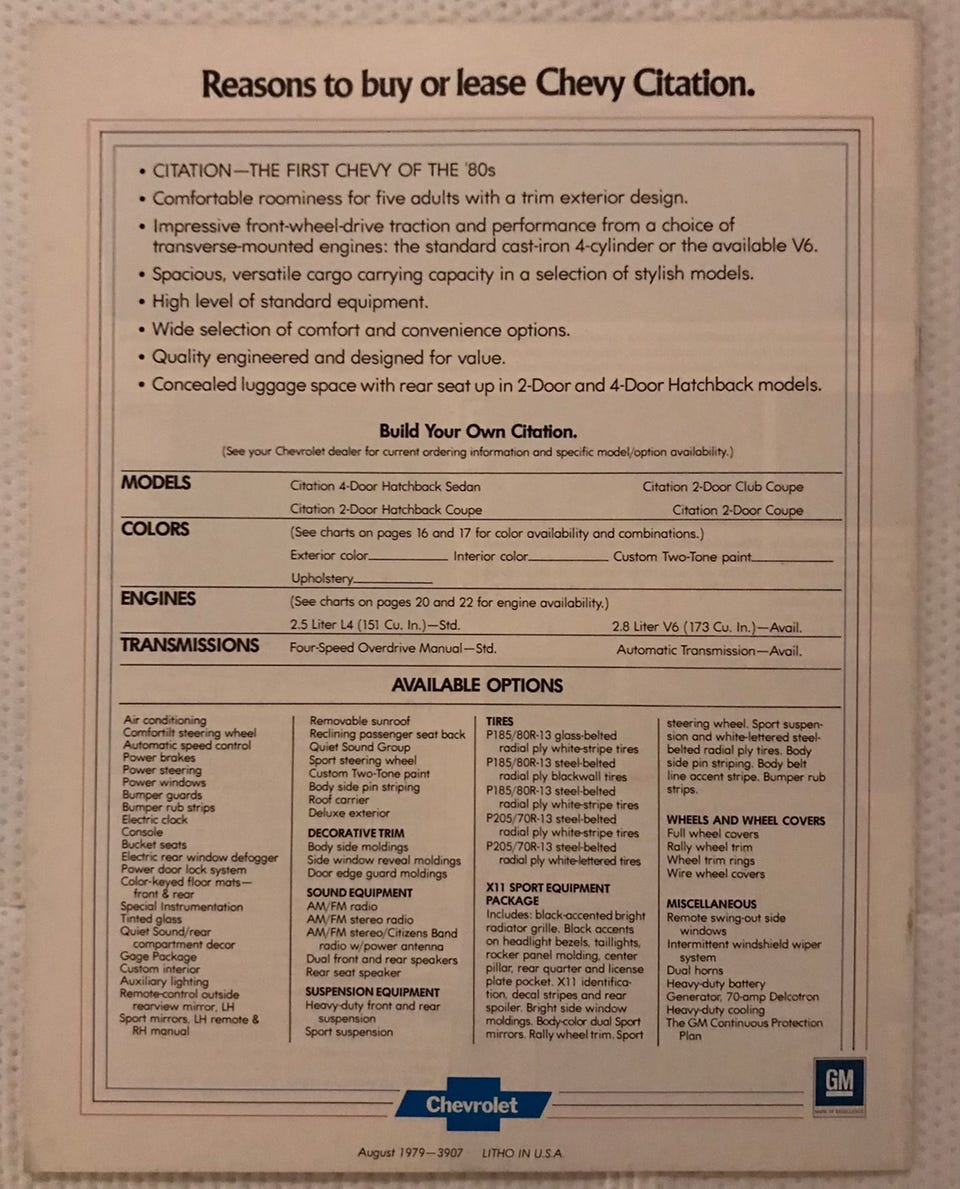 Reasons to buy or lease Chevy Citation.
• CITATION—THE FIRST CHEVY OF THE '80s
• Comfortable roominess for five adults with a trim exterior design.
• Impressive front-wheel-drive traction and performance from a choice of
transverse-mounted engines: the standard cast-iron 4-cylinder or the available V6.
• Spacious, versatile cargo carrying capacity in a selection of stylish models.
• High level of standard equipment.
• Wide selection of comfort and convenience options.
• Quality engineered and designed for value.
• Concealed luggage space with rear seat up in 2-Door and 4-Door Hatchback models.
Build Your Own Citation.
(See your Chevrolet dealer for current ordering information and specific model/option availability.)
MODELS Citation 4-Door Hatchback Sedan Citation 2-Door Club Coupe
Citation 2-Door Hatchback Coupe Citation 2-Door Coupe
COLORS (See charts on pages 16 and 17 for color availability and combinations.)
Exterior color____________ Interior color____________ Custom Two-Tone paint____________
Upholstery____________
ENGINES (See charts on pages 20 and 22 for engine availability.)
2.5 Liter L4 (151 Cu. In.)—Std. 2.8 Liter V6 (173 Cu. In.)—Avail.
TRANSMISSIONS Four-Speed Overdrive Manual—Std. Automatic Transmission—Avail.
AVAILABLE OPTIONS
Air conditioning
Comfortilt steering wheel
Automatic speed control
Power brakes
Power steering
Power windows
Bumper guards
Bumper rub strips
Electric clock
Console
Bucket seats
Electric rear window defogger
Power door lock system
Color-keyed floor mats—
front & rear
Special Instrumentation
Tinted glass
Quiet Sound/rear
compartment decor
Gage Package
Custom interior
Auxiliary lighting
Remote-control outside
rearview mirror, LH
Sport mirrors, LH remote &
RH manual
Removable sunroof
Reclining passenger seat back
Quiet Sound Group
Sport steering wheel
Custom Two-Tone paint
Body side pin striping
Roof carrier
Deluxe exterior
DECORATIVE TRIM
Body side moldings
Side window reveal moldings
Door edge guard moldings
SOUND EQUIPMENT
AM/FM radio
AM/FM stereo radio
AM/FM stereo/Citizens Band
radio w/power antenna
Dual front and rear speakers
Rear seat speaker
SUSPENSION EQUIPMENT
Heavy-duty front and rear
suspension
Sport suspension
TIRES
P185/80R-13 glass-belted
radial ply white-stripe tires
P185/80R-13 steel-belted
radial ply blackwall tires
P185/80R-13 steel-belted
radial ply white-stripe tires
P205/70R-13 steel-belted
radial ply white-stripe tires
P205/70R-13 steel-belted
radial ply white-lettered tires
X11 SPORT EQUIPMENT
PACKAGE
Includes: black-accented bright
radiator grille. Black accents
on headlight bezels, taillights,
rocker panel molding, center
pillar, rear quarter and license
plate pocket. X11 identifica-
tion, decal stripes and rear
spoiler. Bright side window
moldings. Body-color dual Sport
mirrors. Rally wheel trim. Sport
steering wheel. Sport suspen-
sion and white-lettered steel-
belted radial ply tires. Body
side pin striping. Body belt
line accent stripe. Bumper rub
strips.
WHEELS AND WHEEL COVERS
Full wheel covers
Rally wheel trim
Wheel trim rings
Wire wheel covers
MISCELLANEOUS
Remote swing-out side
windows
Intermittent windshield wiper
system
Dual horns
Heavy-duty battery
Generator, 70-amp Delcotron
Heavy-duty cooling
The GM Continuous Protection
Plan
GM
MARK OF EXCELLENCE
Chevrolet
August 1979—3907 LITHO IN U.S.A.